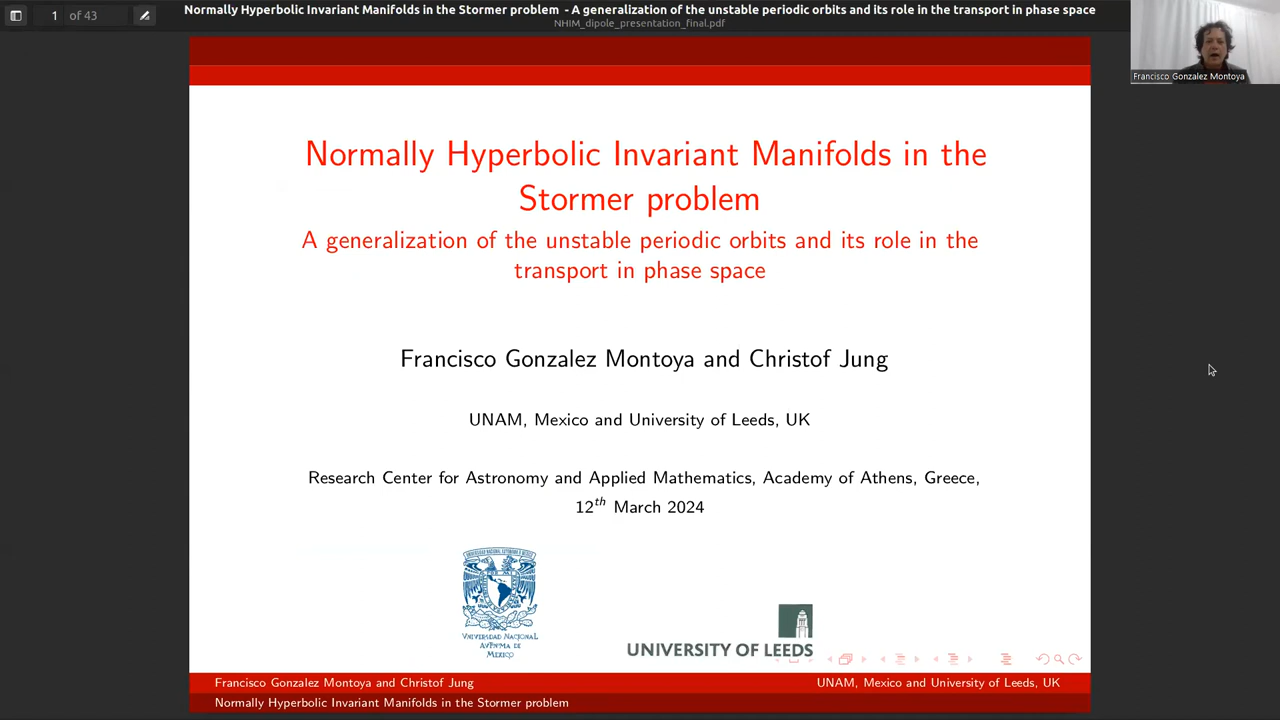 1 of 43
Normally Hyperbolic Invariant Manifolds in the Stormer problem - A generalization of the unstable periodic orbits and its role in the transport in phase space
NHIM_dipole_presentation_final.pdf
Francisco Gonzalez Montoya
Normally Hyperbolic Invariant Manifolds in the
Stormer problem
A generalization of the unstable periodic orbits and its role in the
transport in phase space
Francisco Gonzalez Montoya and Christof Jung
UNAM, Mexico and University of Leeds, UK
Research Center for Astronomy and Applied Mathematics, Academy of Athens, Greece,
12th March 2024
VNIVERSIDAD NACIONAL
AVFN°MA DE
MEXICO
UNIVERSITY OF LEEDS
Francisco Gonzalez Montoya and Christof Jung
UNAM, Mexico and University of Leeds, UK
Normally Hyperbolic Invariant Manifolds in the Stormer problem